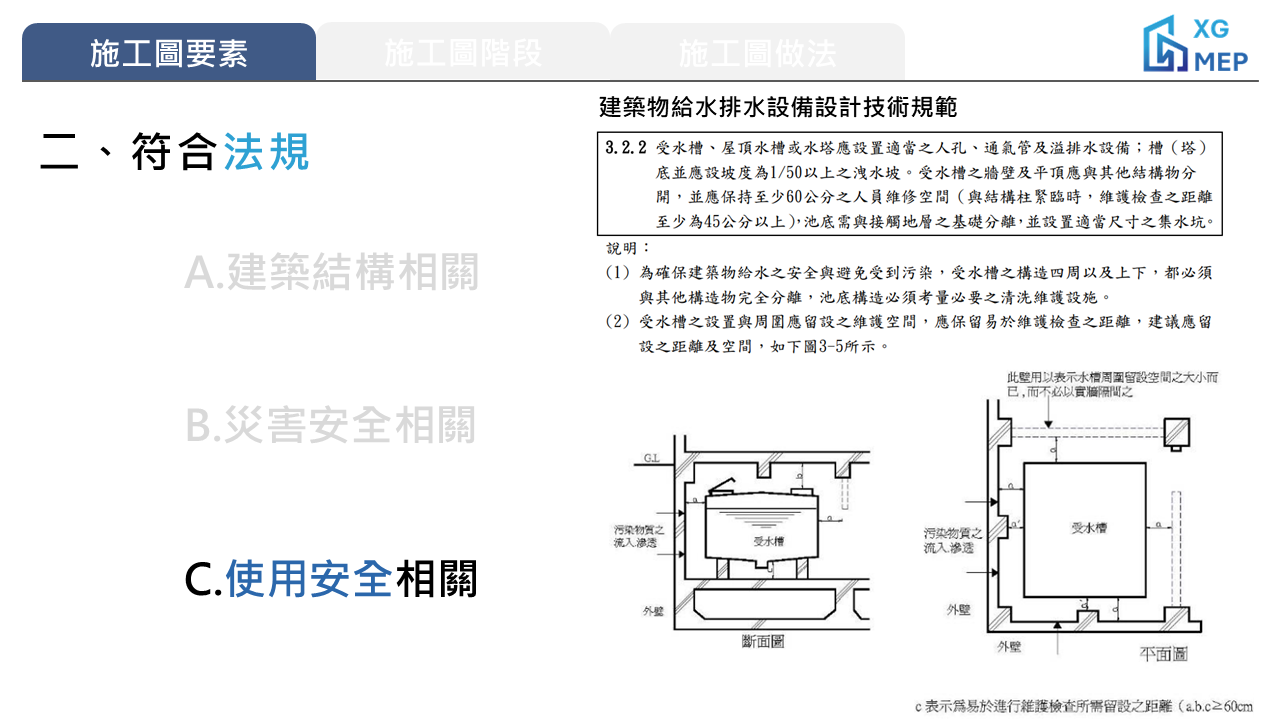 施工圖要素
施工圖階段
施工圖做法
XG
MEP
二、符合法規
A.建築結構相關
B.災害安全相關
C.使用安全相關
建築物給水排水設備設計技術規範
3.2.2 受水槽、屋頂水槽或水塔應設置適當之人孔、通氣管及溢排水設備；槽（塔）
底並應設坡度為1/50以上之洩水坡。受水槽之牆壁及平頂應與其他結構物分
開，並應保持至少60公分之人員維修空間（與結構柱緊臨時，維護檢查之距離
至少為45公分以上），池底需與接觸地層之基礎分離，並設置適當尺寸之集水坑。
說明：
(1) 為確保建築物給水之安全與避免受到污染，受水槽之構造四周以及上下，都必須
與其他構造物完全分離，池底構造必須考量必要之清洗維護設施。
(2) 受水槽之設置與周圍應留設之維護空間，應保留易於維護檢查之距離，建議應留
設之距離及空間，如下圖3-5所示。
G.L
b
a
a
污染物質之
流入.滲透
受水槽
c
外壁
斷面圖
此壁用以表示水槽周圍留設空間之大小而
已,而不必以實牆隔間之
a
a
a'
污染物質之
流入.滲透
受水槽
a
外壁
a'
a
外壁
平面圖
c 表示爲易於進行維護檢查所需留設之距離（a.b.c≧60cm